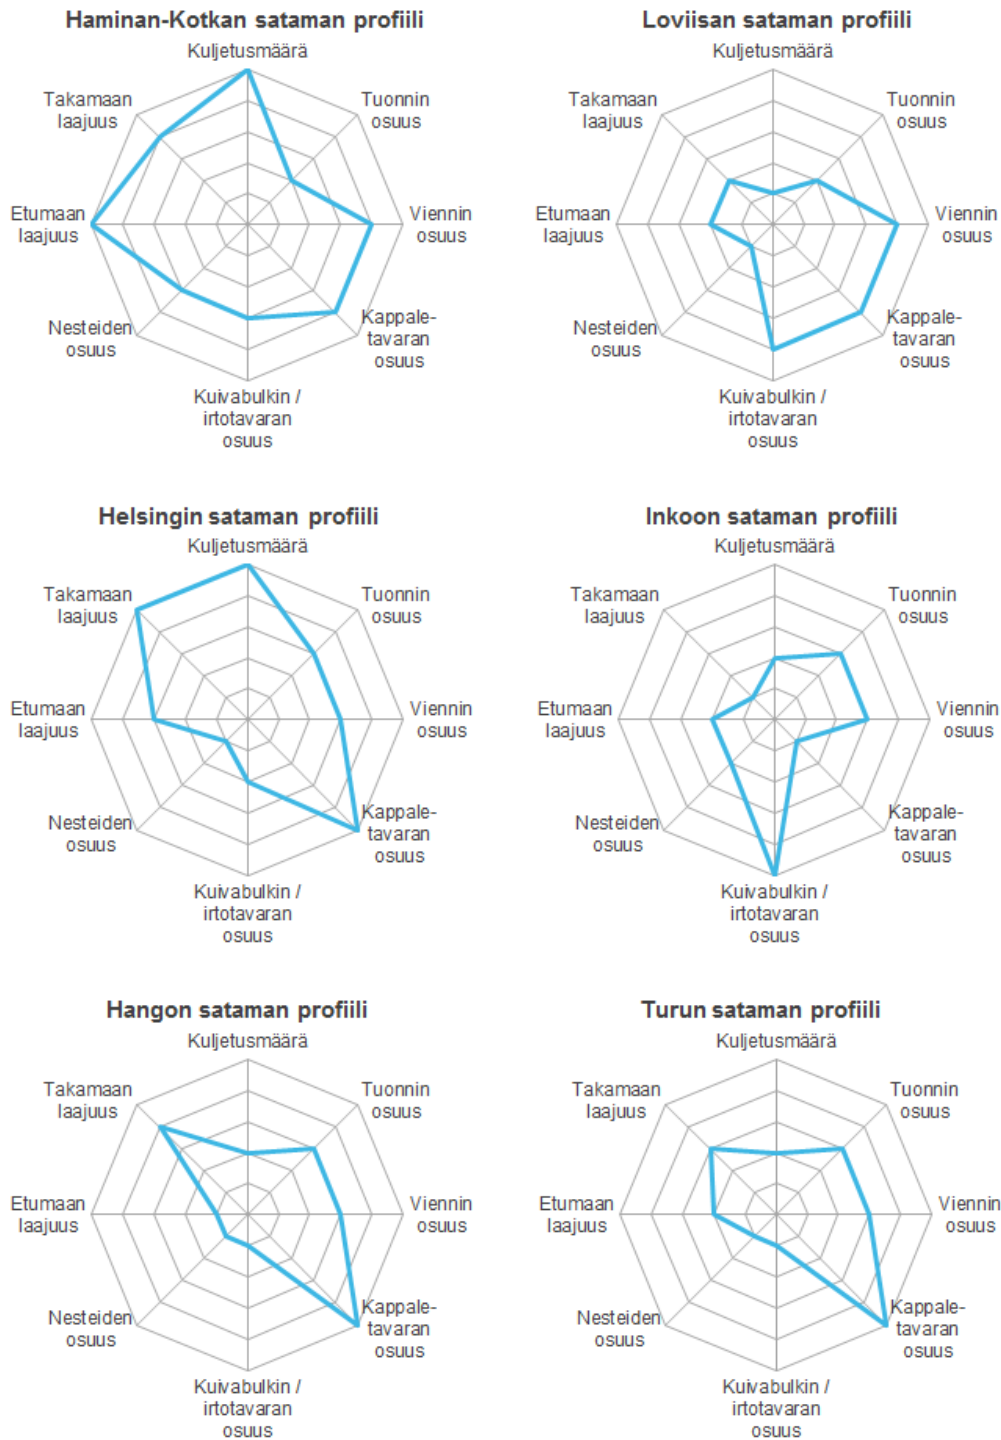 Haminan-Kotkan sataman profiili
Kuljetusmäärä
Tuonnin
osuus
Viennin
osuus
Kappale-
tavaran
osuus
Kuivabulkin /
irtotavaran
osuus
Nesteiden
osuus
Etumaan
laajuus
Takamaan
laajuus
Loviisan sataman profiili
Kuljetusmäärä
Tuonnin
osuus
Viennin
osuus
Kappale-
tavaran
osuus
Kuivabulkin /
irtotavaran
osuus
Nesteiden
osuus
Etumaan
laajuus
Takamaan
laajuus
Helsingin sataman profiili
Kuljetusmäärä
Tuonnin
osuus
Viennin
osuus
Kappale-
tavaran
osuus
Kuivabulkin /
irtotavaran
osuus
Nesteiden
osuus
Etumaan
laajuus
Takamaan
laajuus
Inkoon sataman profiili
Kuljetusmäärä
Tuonnin
osuus
Viennin
osuus
Kappale-
tavaran
osuus
Kuivabulkin /
irtotavaran
osuus
Nesteiden
osuus
Etumaan
laajuus
Takamaan
laajuus
Hangon sataman profiili
Kuljetusmäärä
Tuonnin
osuus
Viennin
osuus
Kappale-
tavaran
osuus
Kuivabulkin /
irtotavaran
osuus
Nesteiden
osuus
Etumaan
laajuus
Takamaan
laajuus
Turun sataman profiili
Kuljetusmäärä
Tuonnin
osuus
Viennin
osuus
Kappale-
tavaran
osuus
Kuivabulkin /
irtotavaran
osuus
Nesteiden
osuus
Etumaan
laajuus
Takamaan
laajuus